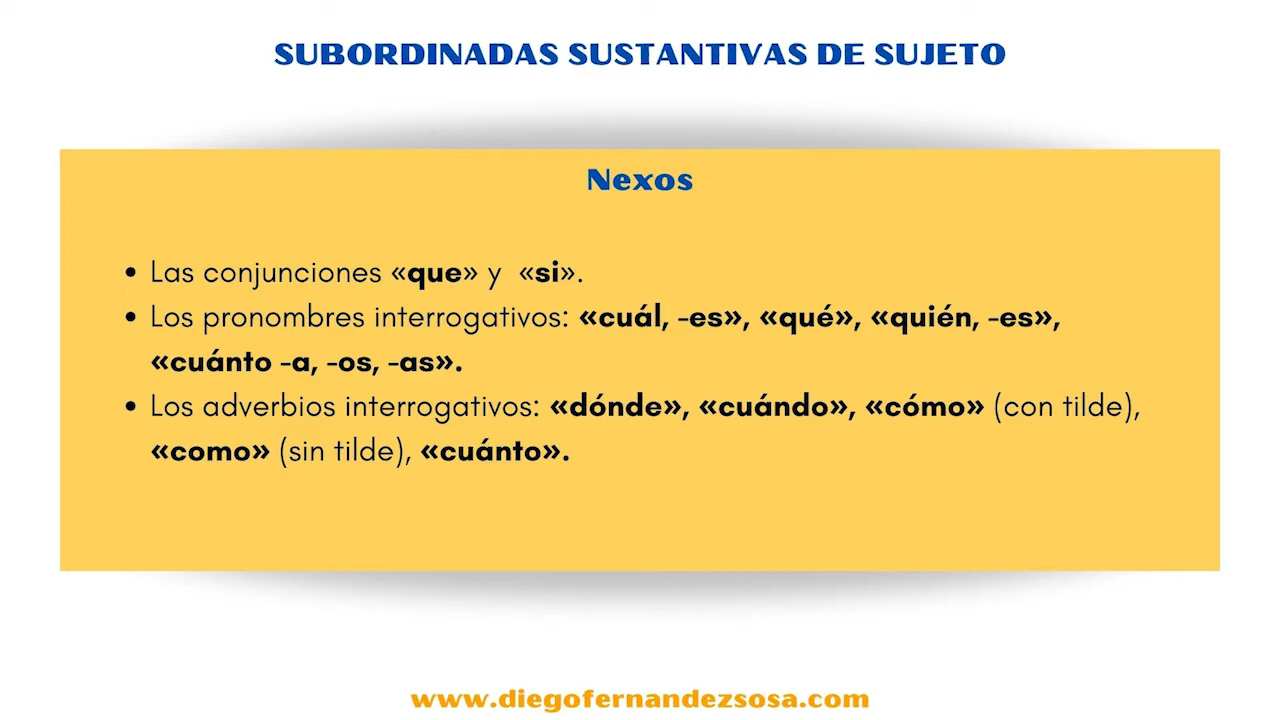 SUBORDINADAS SUSTANTIVAS DE SUJETO
Nexos
• Las conjunciones «que» y «si».
• Los pronombres interrogativos: «cuál, -es», «qué», «quién, -es»,
«cuánto -a, -os, -as».
• Los adverbios interrogativos: «dónde», «cuándo», «cómo» (con tilde),
«como» (sin tilde), «cuánto».
www.diegofernandezsosa.com